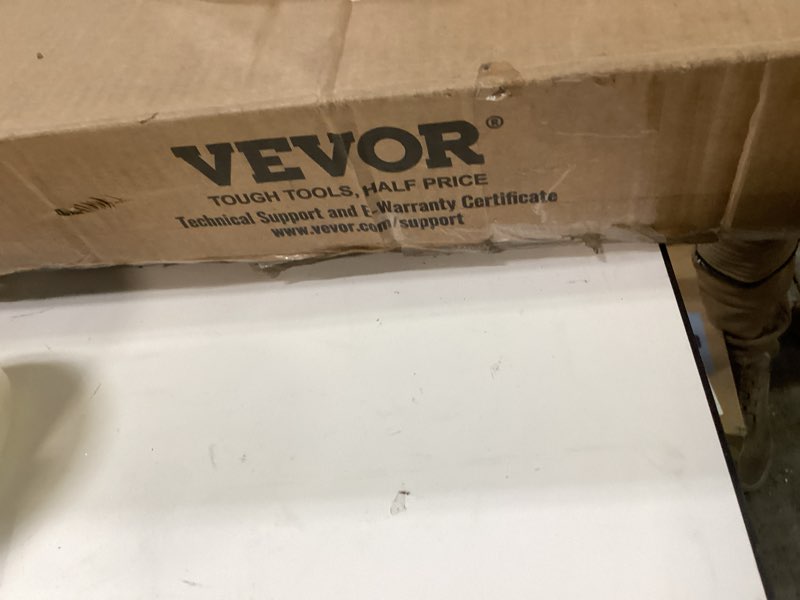 VEVOR®
TOUGH TOOLS, HALF PRICE
Technical Support and E-Warranty Certificate
www.vevor.com/support